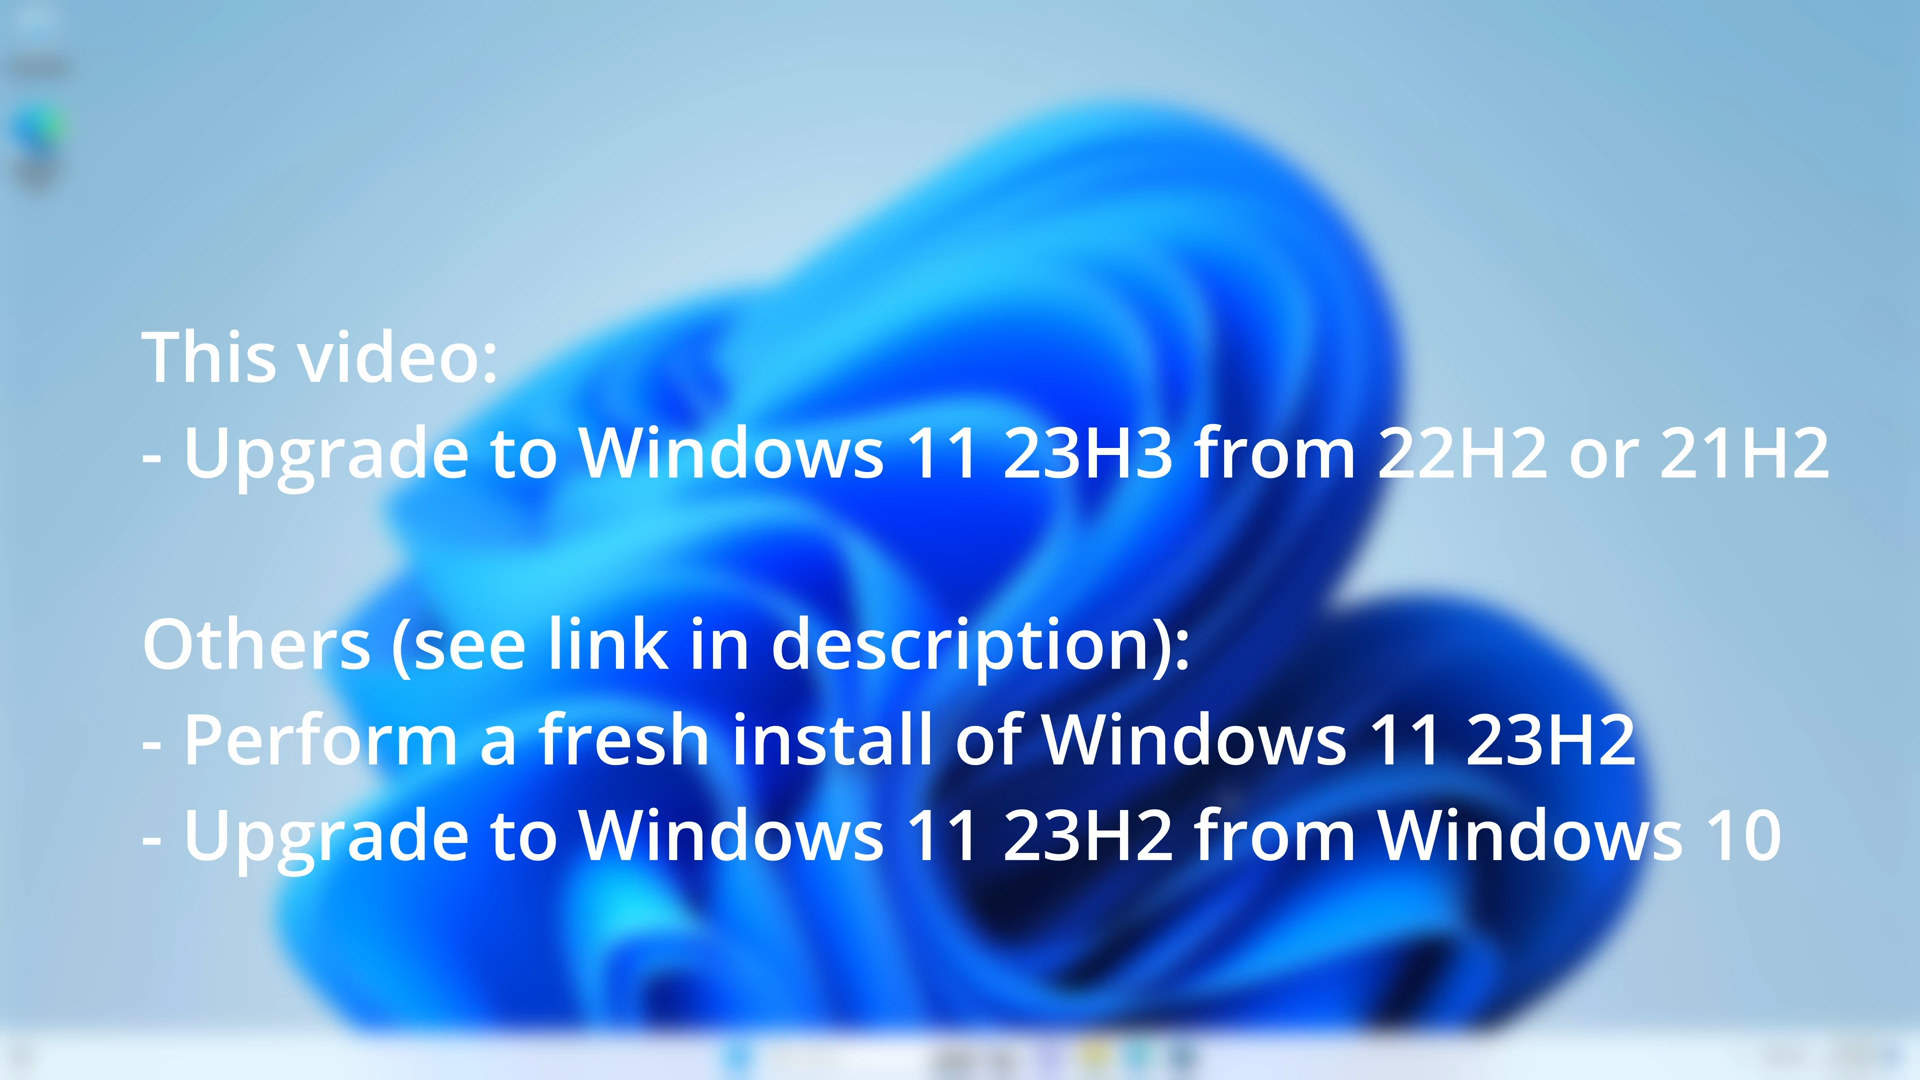 This video:
- Upgrade to Windows 11 23H3 from 22H2 or 21H2
Others (see link in description):
- Perform a fresh install of Windows 11 23H2
- Upgrade to Windows 11 23H2 from Windows 10